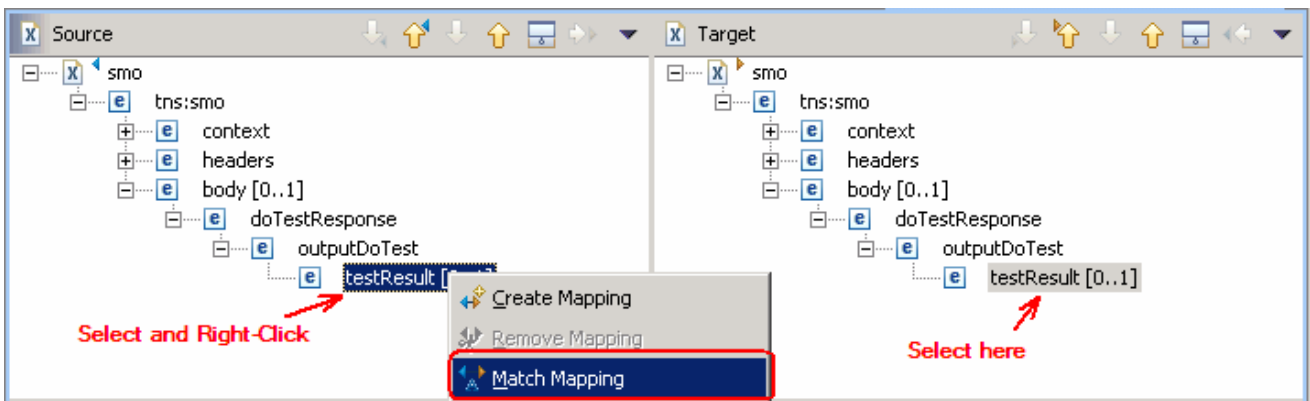 Source
smo
tns:smo
context
headers
body [0..1]
doTestResponse
outputDoTest
testResult [
Select and Right-Click
Create Mapping
Remove Mapping
Match Mapping
Target
smo
tns:smo
context
headers
body [0..1]
doTestResponse
outputDoTest
testResult [0..1]
Select here